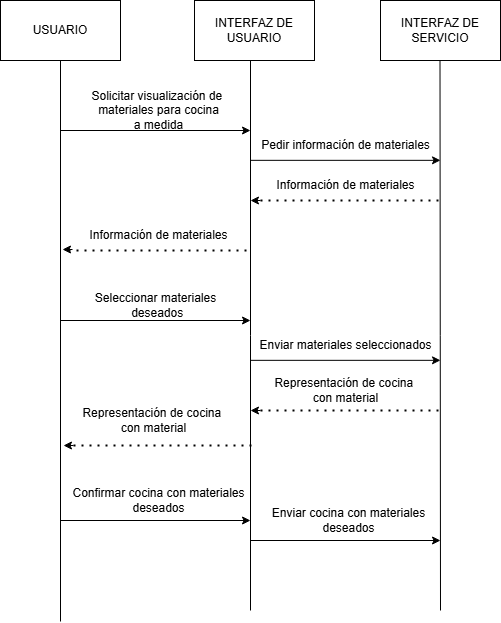 USUARIO
INTERFAZ DE
USUARIO
INTERFAZ DE
SERVICIO
Solicitar visualización de
materiales para cocina
a medida
Pedir información de materiales
Información de materiales
Información de materiales
Seleccionar materiales
deseados
Enviar materiales seleccionados
Representación de cocina
con material
Representación de cocina
con material
Confirmar cocina con materiales
deseados
Enviar cocina con materiales
deseados